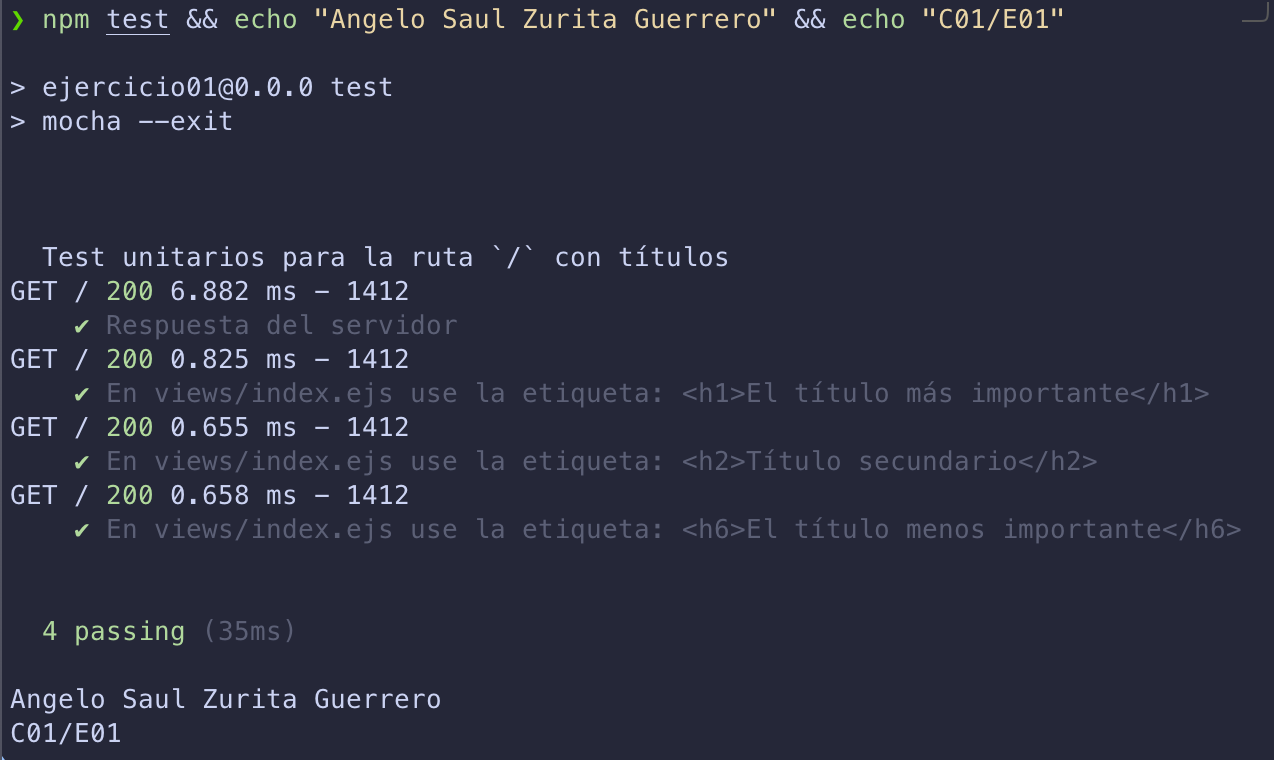 ❯ npm test && echo "Angelo Saul Zurita Guerrero" && echo "C01/E01"
> ejercicio01@0.0.0 test
> mocha --exit
Test unitarios para la ruta `/` con títulos
GET / 200 6.882 ms - 1412
✔ Respuesta del servidor
GET / 200 0.825 ms - 1412
✔ En views/index.ejs use la etiqueta: <h1>El título más importante</h1>
GET / 200 0.655 ms - 1412
✔ En views/index.ejs use la etiqueta: <h2>Título secundario</h2>
GET / 200 0.658 ms - 1412
✔ En views/index.ejs use la etiqueta: <h6>El título menos importante</h6>
4 passing (35ms)
Angelo Saul Zurita Guerrero
C01/E01